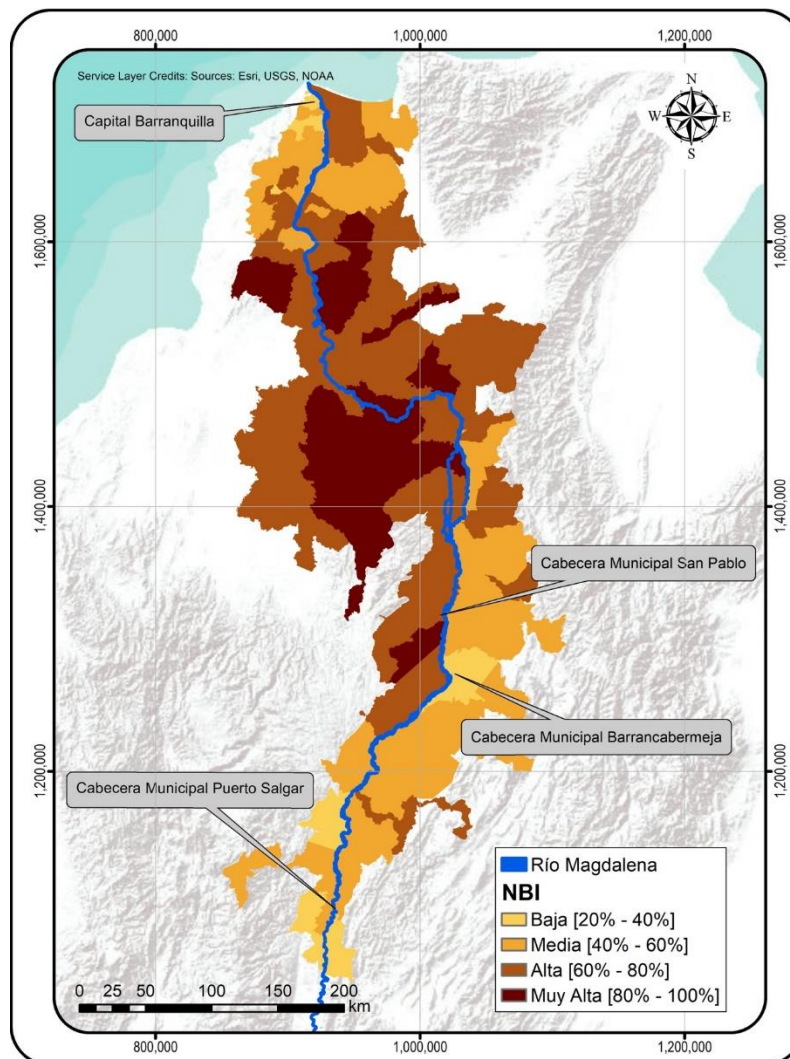 800,000
1,000,000
1,200,000
Service Layer Credits: Sources: Esri, USGS, NOAA
N
W
E
S
Capital Barranquilla
1,600,000
1,600,000
1,400,000
1,400,000
Cabecera Municipal San Pablo
Cabecera Municipal Barrancabermeja
1,200,000
1,200,000
Cabecera Municipal Puerto Salgar
Río Magdalena
NBI
Baja [20% - 40%]
Media [40% - 60%]
Alta [60% - 80%]
Muy Alta [80% - 100%]
0 25 50 100 150 200
km
800,000
1,000,000
1,200,000